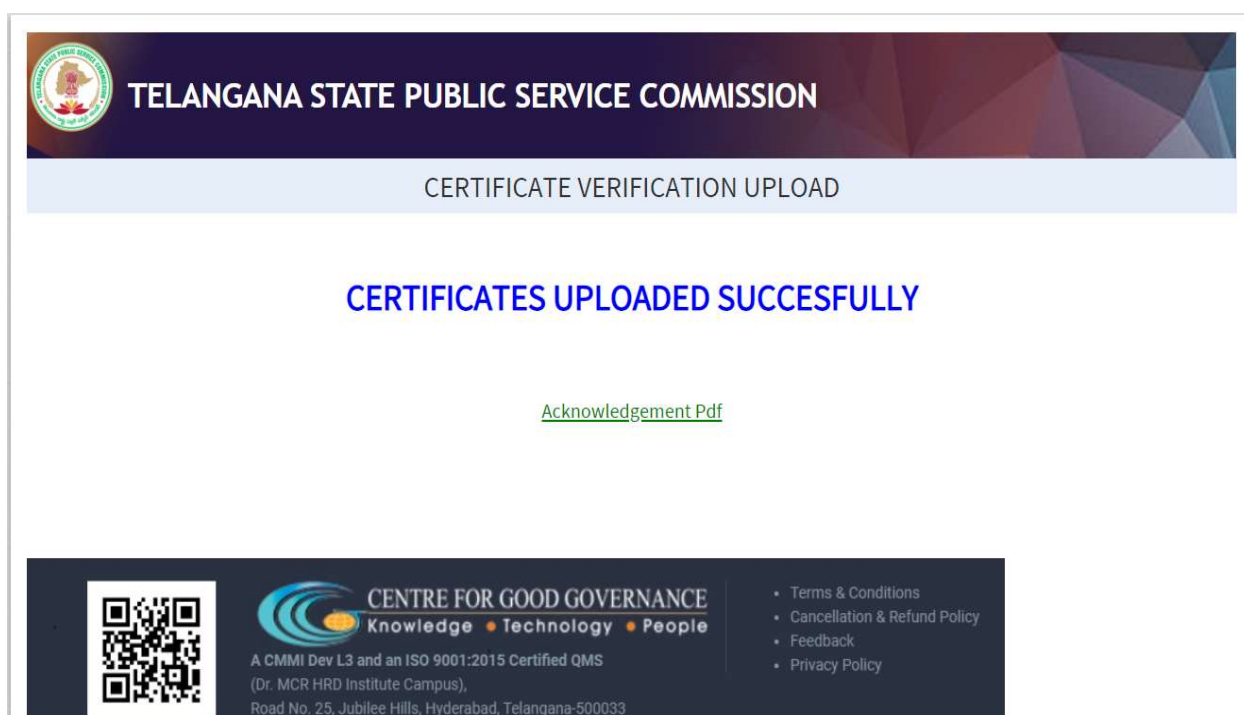 TELANGANA STATE PUBLIC SERVICE COMMISSION
CERTIFICATE VERIFICATION UPLOAD
CERTIFICATES UPLOADED SUCCESFULLY
Acknowledgement Pdf
CENTRE FOR GOOD GOVERNANCE
Knowledge • Technology • People
A CMMI Dev L3 and an ISO 9001:2015 Certified QMS
(Dr. MCR HRD Institute Campus),
Road No. 25, Jubilee Hills, Hyderabad, Telangana-500033
• Terms & Conditions
• Cancellation & Refund Policy
• Feedback
• Privacy Policy